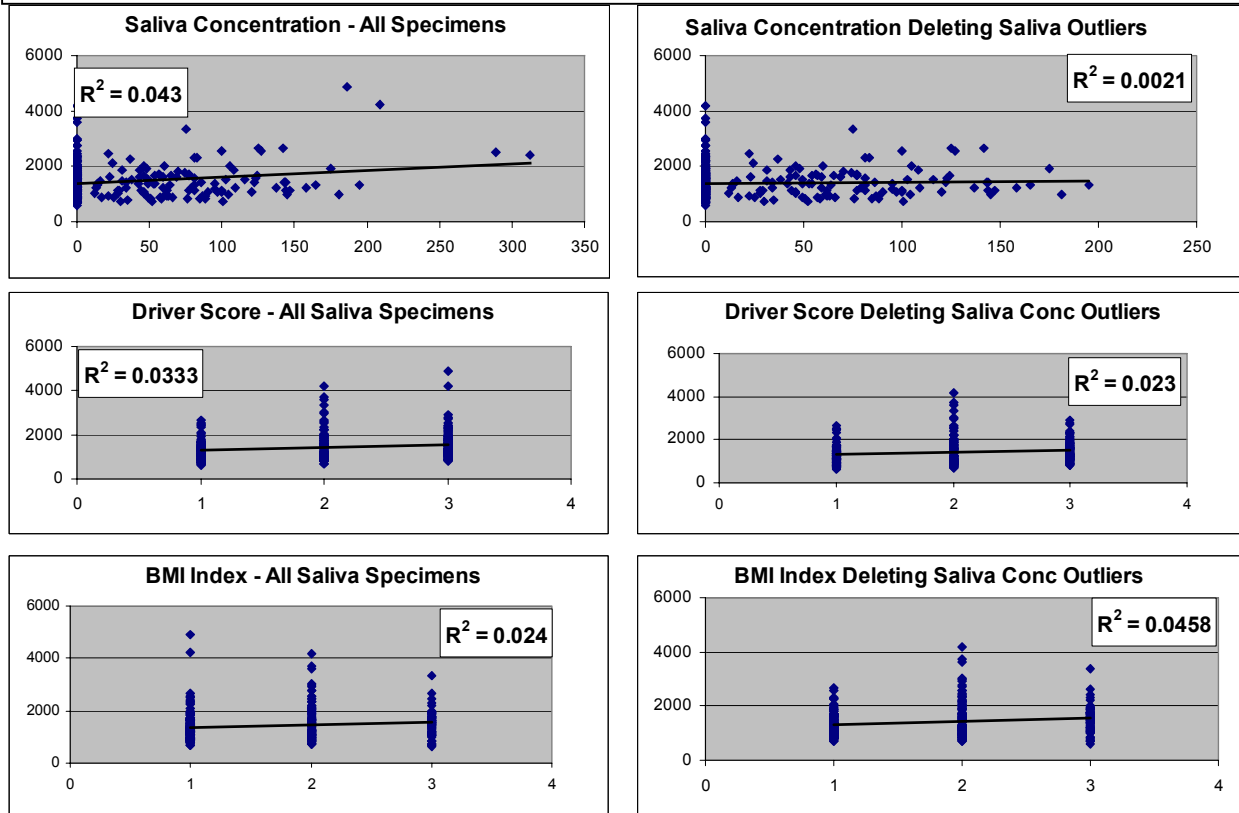 Saliva Concentration - All Specimens
6000
4000
2000
0
R² = 0.043
0 50 100 150 200 250 300 350
Saliva Concentration Deleting Saliva Outliers
6000
4000
2000
0
R² = 0.0021
0 50 100 150 200 250
Driver Score - All Saliva Specimens
6000
4000
2000
0
R² = 0.0333
0 1 2 3 4
Driver Score Deleting Saliva Conc Outliers
6000
4000
2000
0
R² = 0.023
0 1 2 3 4
BMI Index - All Saliva Specimens
6000
4000
2000
0
R² = 0.024
0 1 2 3 4
BMI Index Deleting Saliva Conc Outliers
6000
4000
2000
0
R² = 0.0458
0 1 2 3 4